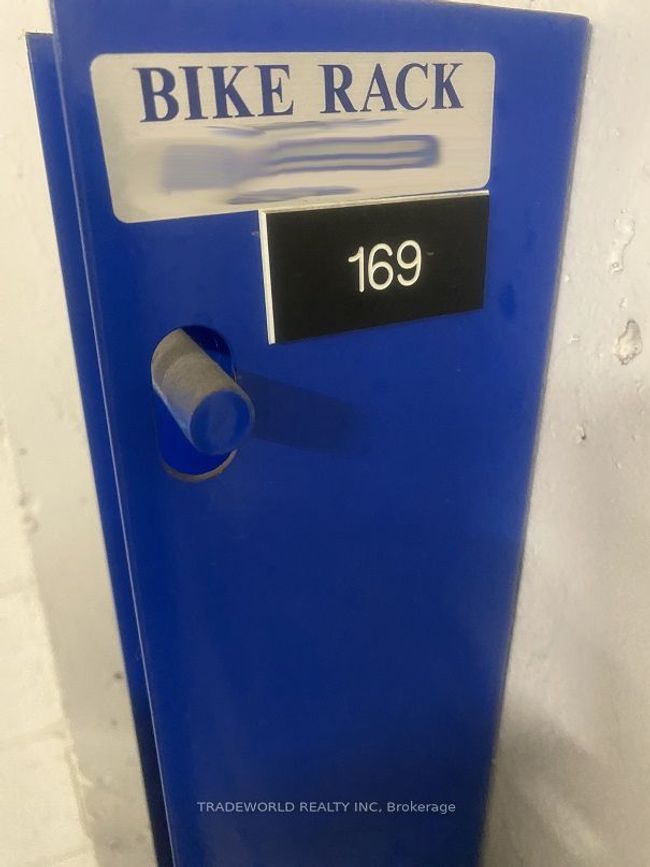 BIKE RACK
169
TRADEWORLD REALTY INC, Brokerage